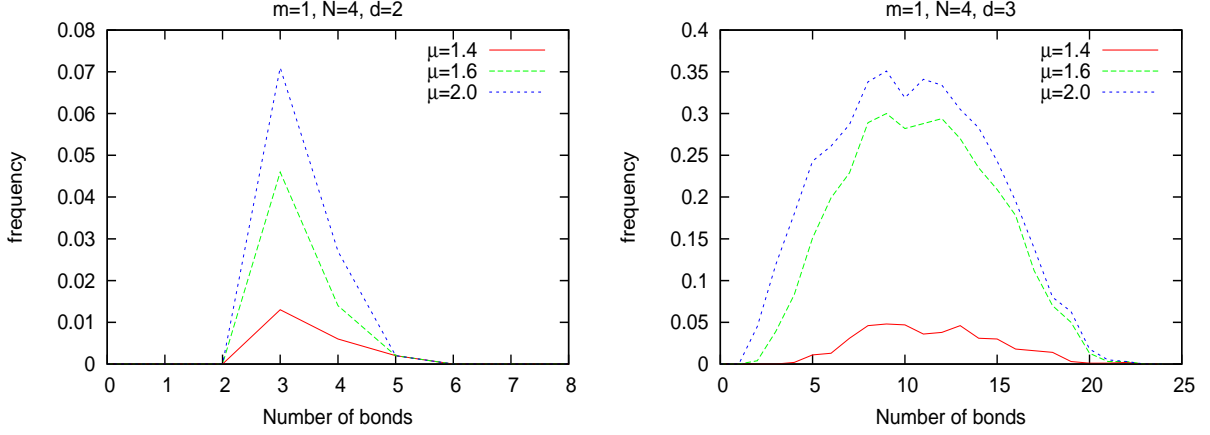 m=1, N=4, d=2
0.08
0.07
0.06
0.05
0.04
0.03
0.02
0.01
0
frequency
μ=1.4
μ=1.6
μ=2.0
0 1 2 3 4 5 6 7 8
Number of bonds
m=1, N=4, d=3
0.4
0.35
0.3
0.25
0.2
0.15
0.1
0.05
0
frequency
μ=1.4
μ=1.6
μ=2.0
0 5 10 15 20 25
Number of bonds